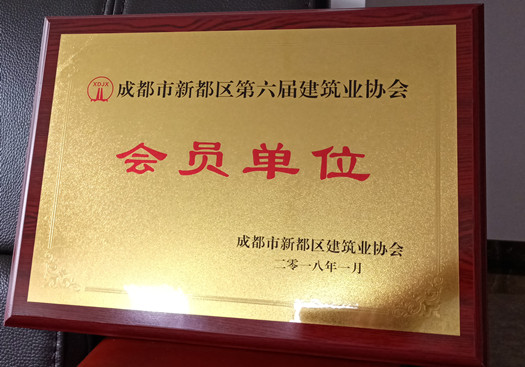 XDJX 成都市新都区第六届建筑业协会
会员单位
成都市新都区建筑业协会
二零一八年一月